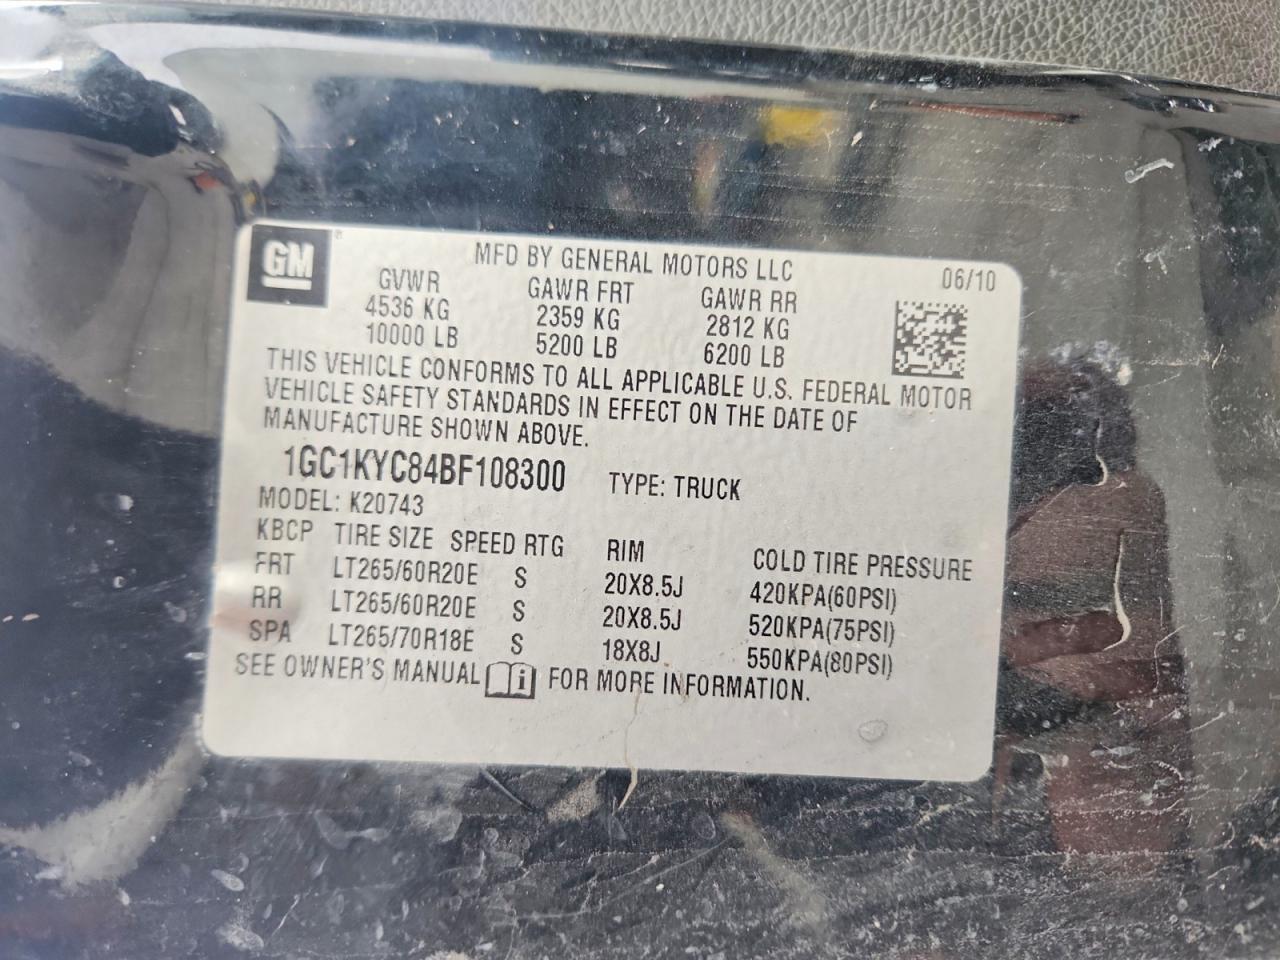 GM
MFD BY GENERAL MOTORS LLC 06/10
GVWR GAWR FRT GAWR RR
4536 KG 2359 KG 2812 KG
10000 LB 5200 LB 6200 LB
THIS VEHICLE CONFORMS TO ALL APPLICABLE U.S. FEDERAL MOTOR
VEHICLE SAFETY STANDARDS IN EFFECT ON THE DATE OF
MANUFACTURE SHOWN ABOVE.
1GC1KYC84BF108300 TYPE: TRUCK
MODEL: K20743
KBCP TIRE SIZE SPEED RTG RIM COLD TIRE PRESSURE
FRT LT265/60R20E S 20X8.5J 420KPA(60PSI)
RR LT265/60R20E S 20X8.5J 520KPA(75PSI)
SPA LT265/70R18E S 18X8J 550KPA(80PSI)
SEE OWNER'S MANUAL i FOR MORE INFORMATION.